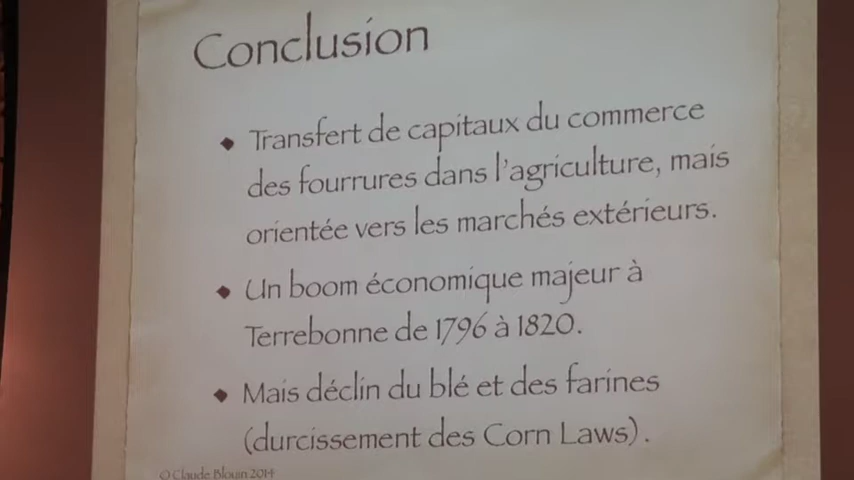 Conclusion
Transfert de capitaux du commerce
des fourrures dans l'agriculture, mais
orientée vers les marchés extérieurs.
Un boom économique majeur à
Terrebonne de 1796 à 1820.
Mais déclin du blé et des farines
(durcissement des Corn Laws).
© Claude Blouin 2014